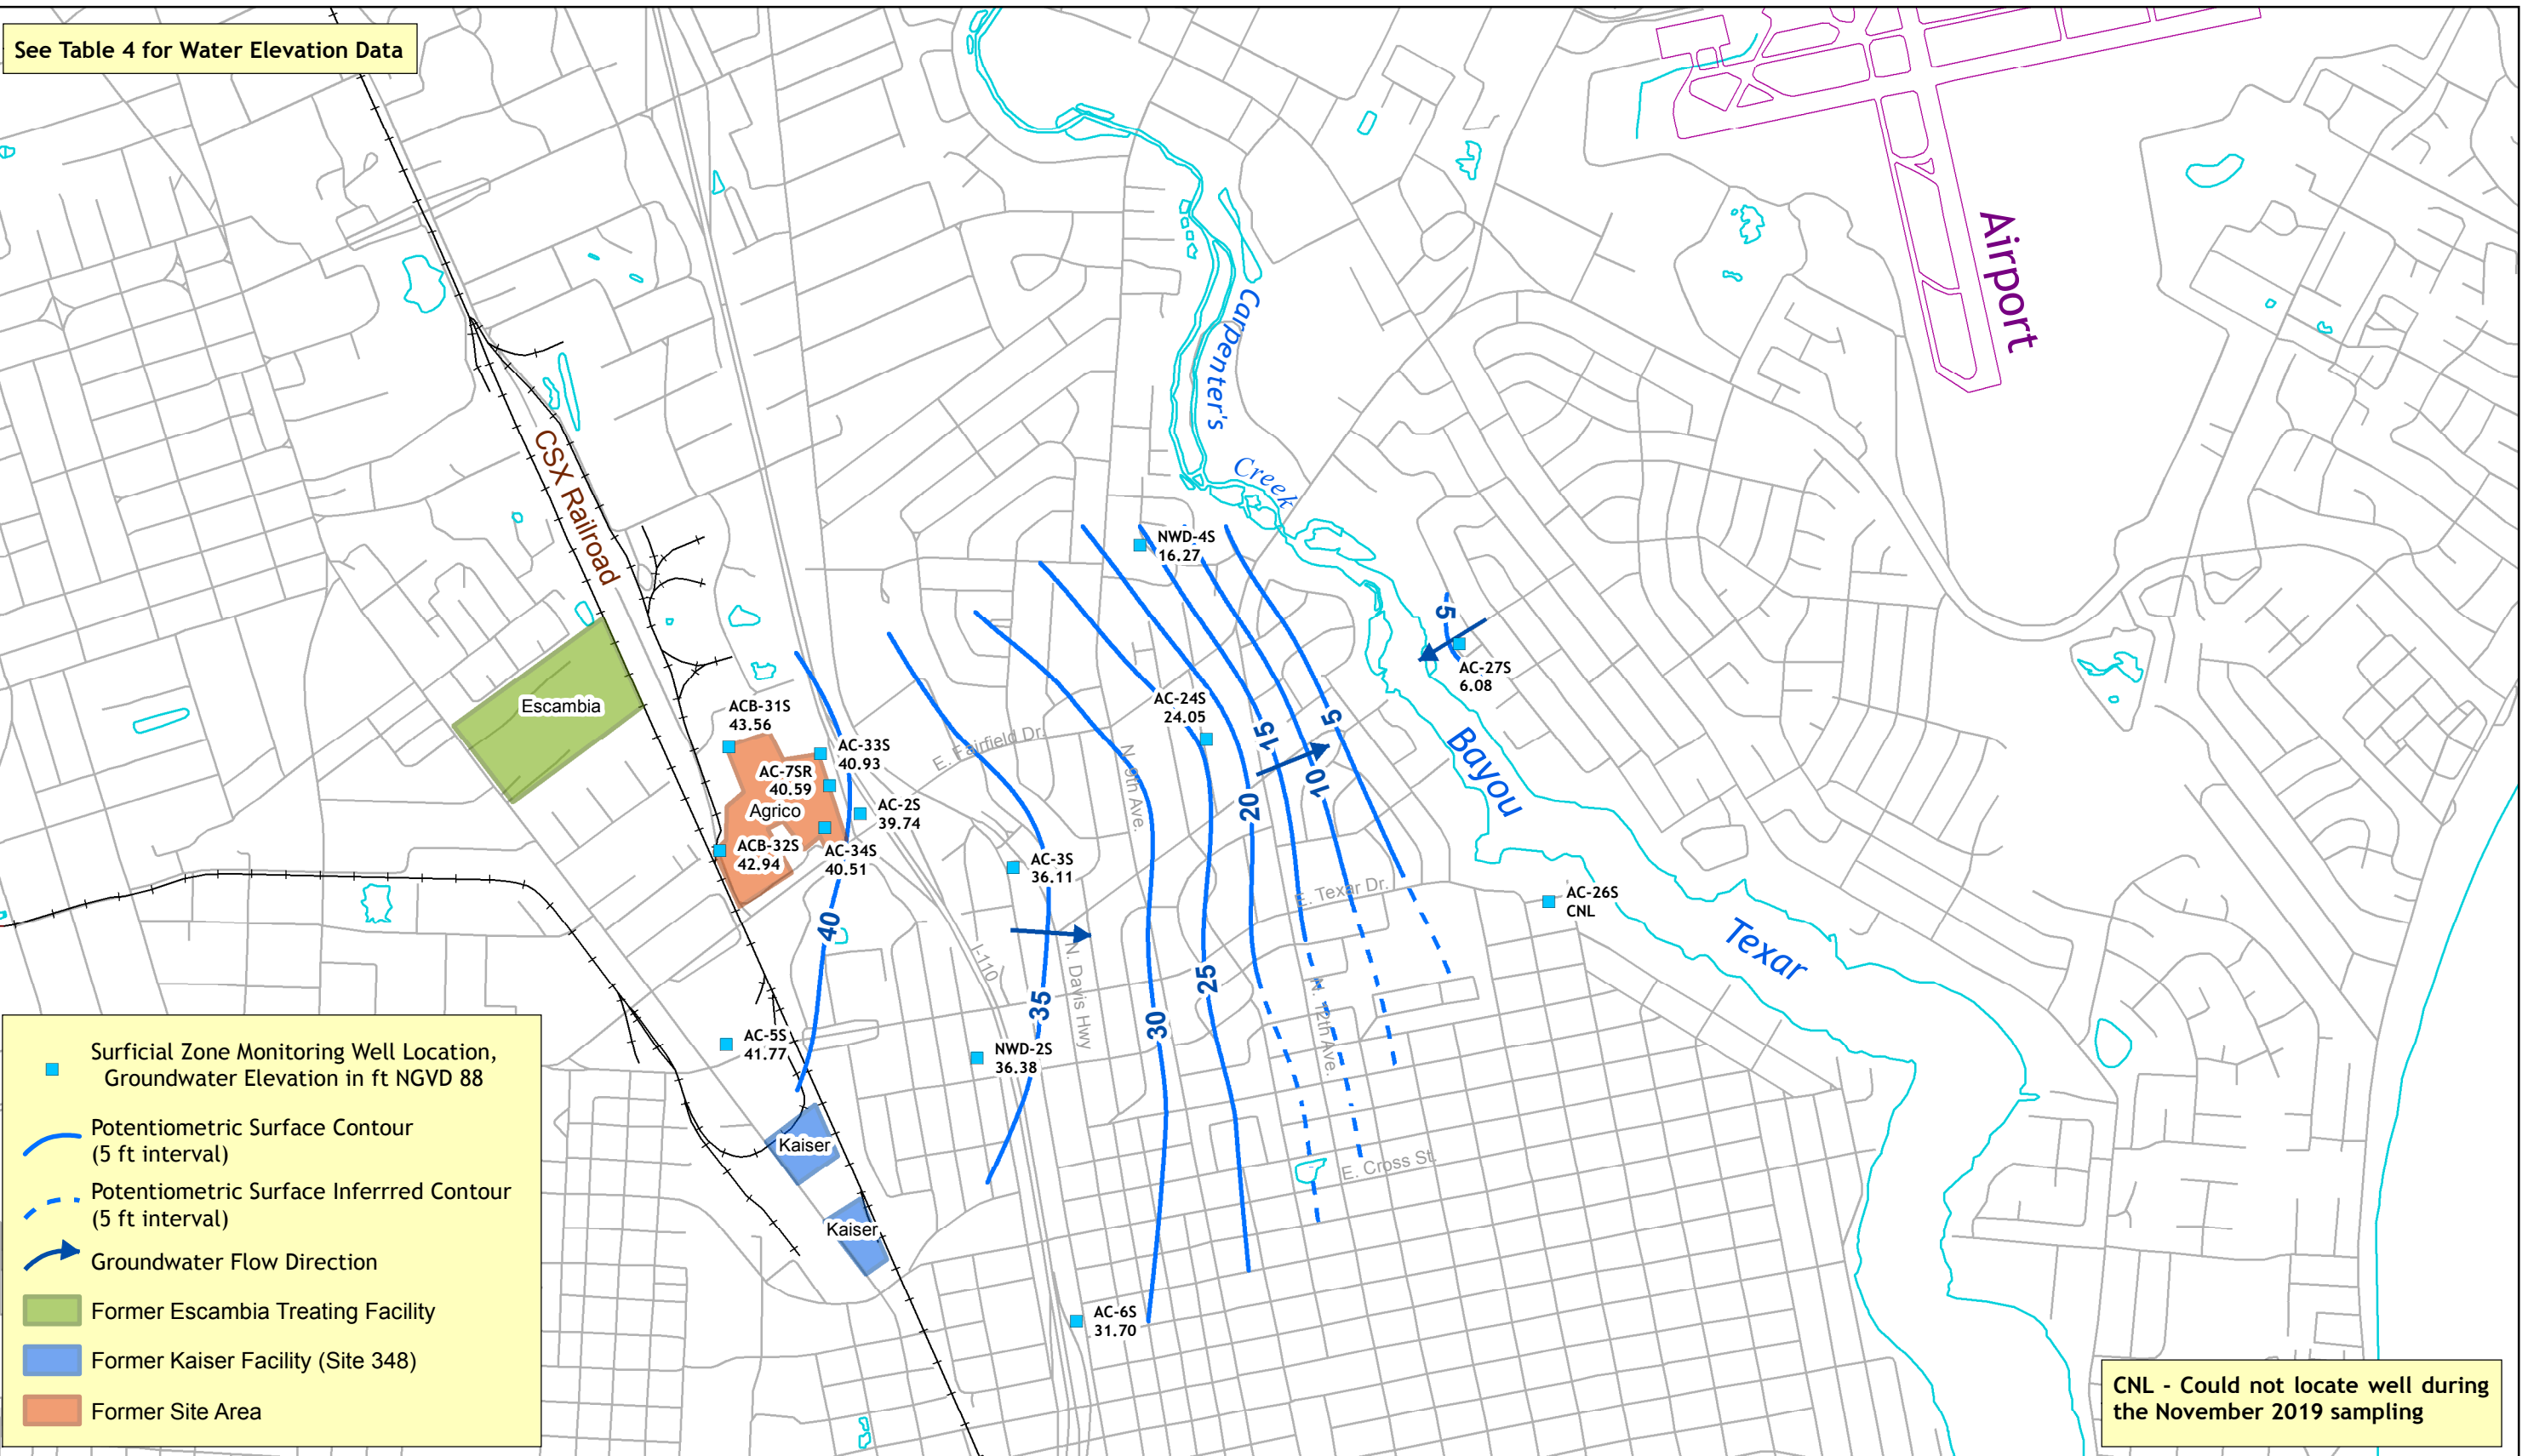 See Table 4 for Water Elevation Data
Airport
Carpenter's
Creek
CSX Railroad
NWD-4S
16.27
5
AC-27S
6.08
Escambia
ACB-31S
43.56
AC-24S
24.05
5
15
10
20
Bayou
E. Fairfield Dr.
N. 9th Ave.
AC-33S
40.93
AC-7SR
40.59
Agrico
AC-2S
39.74
ACB-32S
42.94
AC-34S
40.51
AC-3S
36.11
E. Texar Dr.
AC-26S
CNL
Texar
40
I-110
N. Davis Hwy
35
30
25
N. 12th Ave.
AC-5S
41.77
NWD-2S
36.38
Kaiser
Kaiser
E. Cross St.
AC-6S
31.70
Surficial Zone Monitoring Well Location,
Groundwater Elevation in ft NGVD 88
Potentiometric Surface Contour
(5 ft interval)
Potentiometric Surface Inferrred Contour
(5 ft interval)
Groundwater Flow Direction
Former Escambia Treating Facility
Former Kaiser Facility (Site 348)
Former Site Area
CNL - Could not locate well during
the November 2019 sampling